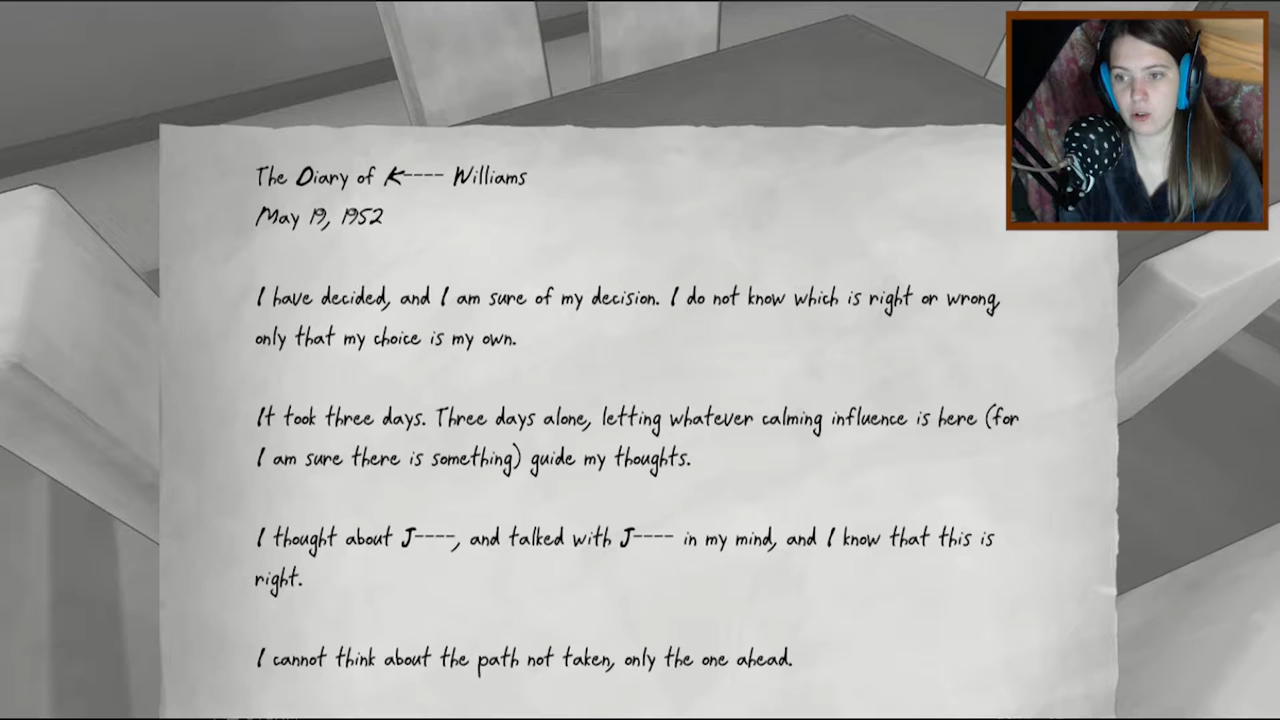 The Diary of K---- Williams
May 19, 1952
I have decided, and I am sure of my decision. I do not know which is right or wrong,
only that my choice is my own.
It took three days. Three days alone, letting whatever calming influence is here (for
I am sure there is something) guide my thoughts.
I thought about J----, and talked with J---- in my mind, and I know that this is
right.
I cannot think about the path not taken, only the one ahead.